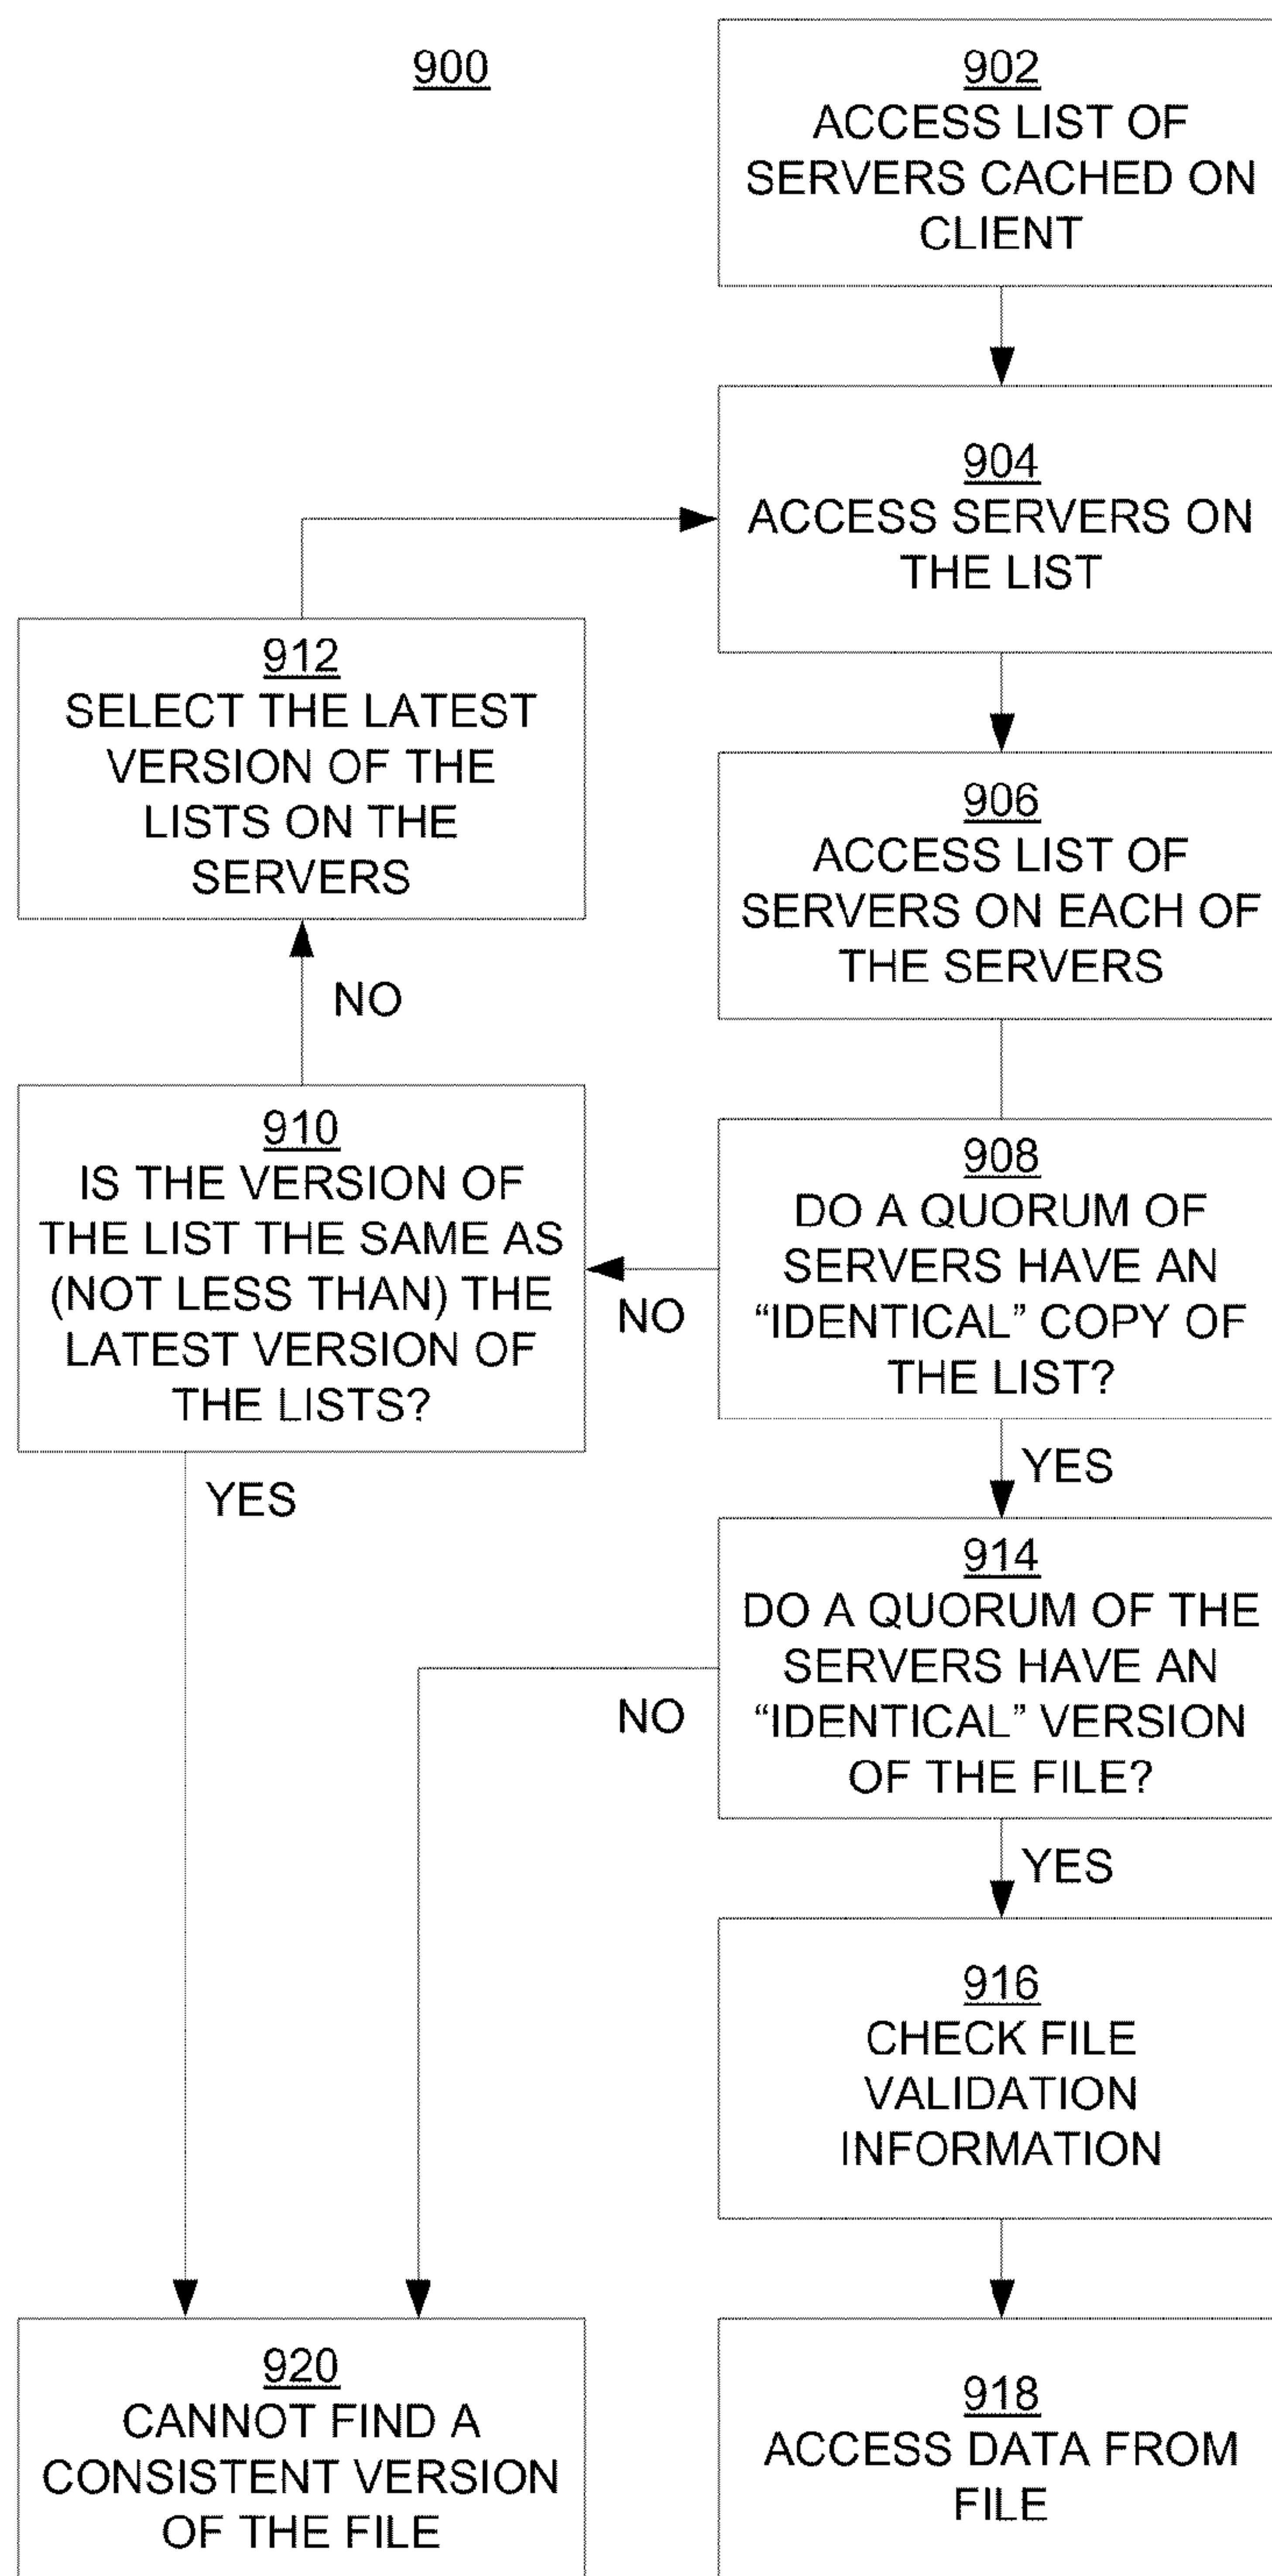 900
902
ACCESS LIST OF
SERVERS CACHED ON
CLIENT
904
ACCESS SERVERS ON
THE LIST
912
SELECT THE LATEST
VERSION OF THE
LISTS ON THE
SERVERS
906
ACCESS LIST OF
SERVERS ON EACH OF
THE SERVERS
NO
910
IS THE VERSION OF
THE LIST THE SAME AS
(NOT LESS THAN) THE
LATEST VERSION OF
THE LISTS?
NO
908
DO A QUORUM OF
SERVERS HAVE AN
“IDENTICAL” COPY OF
THE LIST?
YES
YES
914
DO A QUORUM OF THE
SERVERS HAVE AN
“IDENTICAL” VERSION
OF THE FILE?
NO
YES
916
CHECK FILE
VALIDATION
INFORMATION
920
CANNOT FIND A
CONSISTENT VERSION
OF THE FILE
918
ACCESS DATA FROM
FILE